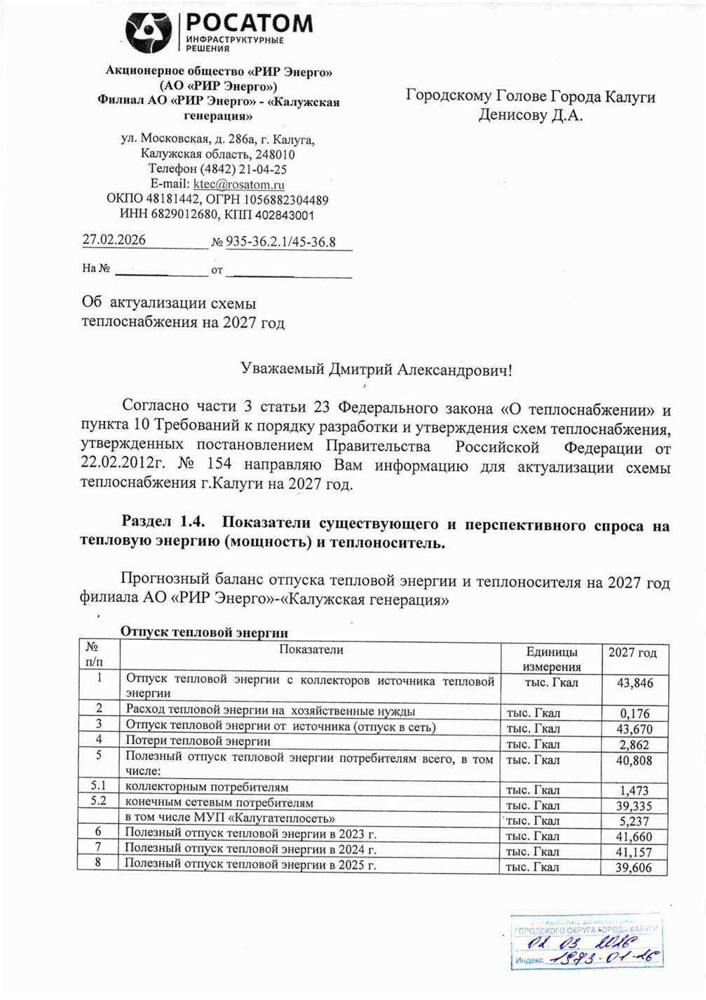 РОСАТОМ
ИНФРАСТРУКТУРНЫЕ
РЕШЕНИЯ
Акционерное общество «РИР Энерго»
(АО «РИР Энерго»)
Филиал АО «РИР Энерго» - «Калужская
генерация»
ул. Московская, д. 286а, г. Калуга,
Калужская область, 248010
Телефон (4842) 21-04-25
E-mail: ktec@rosatom.ru
ОКПО 48181442, ОГРН 1056882304489
ИНН 6829012680, КПП 402843001
27.02.2026 № 935-36.2.1/45-36.8
На № от
Городскому Голове Города Калуги
Денисову Д.А.
Об актуализации схемы
теплоснабжения на 2027 год
Уважаемый Дмитрий Александрович!
Согласно части 3 статьи 23 Федерального закона «О теплоснабжении» и
пункта 10 Требований к порядку разработки и утверждения схем теплоснабжения,
утвержденных постановлением Правительства Российской Федерации от
22.02.2012г. № 154 направляю Вам информацию для актуализации схемы
теплоснабжения г.Калуги на 2027 год.
Раздел 1.4. Показатели существующего и перспективного спроса на
тепловую энергию (мощность) и теплоноситель.
Прогнозный баланс отпуска тепловой энергии и теплоносителя на 2027 год
филиала АО «РИР Энерго»-«Калужская генерация»
Отпуск тепловой энергии
№ п/п Показатели Единицы измерения 2027 год
1 Отпуск тепловой энергии с коллекторов источника тепловой энергии тыс. Гкал 43,846
2 Расход тепловой энергии на хозяйственные нужды тыс. Гкал 0,176
3 Отпуск тепловой энергии от источника (отпуск в сеть) тыс. Гкал 43,670
4 Потери тепловой энергии тыс. Гкал 2,862
5 Полезный отпуск тепловой энергии потребителям всего, в том числе: тыс. Гкал 40,808
5.1 коллекторным потребителям тыс. Гкал 1,473
5.2 конечным сетевым потребителям тыс. Гкал 39,335
в том числе МУП «Калугатеплосеть» тыс. Гкал 5,237
6 Полезный отпуск тепловой энергии в 2023 г. тыс. Гкал 41,660
7 Полезный отпуск тепловой энергии в 2024 г. тыс. Гкал 41,157
8 Полезный отпуск тепловой энергии в 2025 г. тыс. Гкал 39,606
ГОРОДСКОГО ОКРУГА ГОРОДА КАЛУГИ
02. 03. 2026
Индекс 1973-01-26